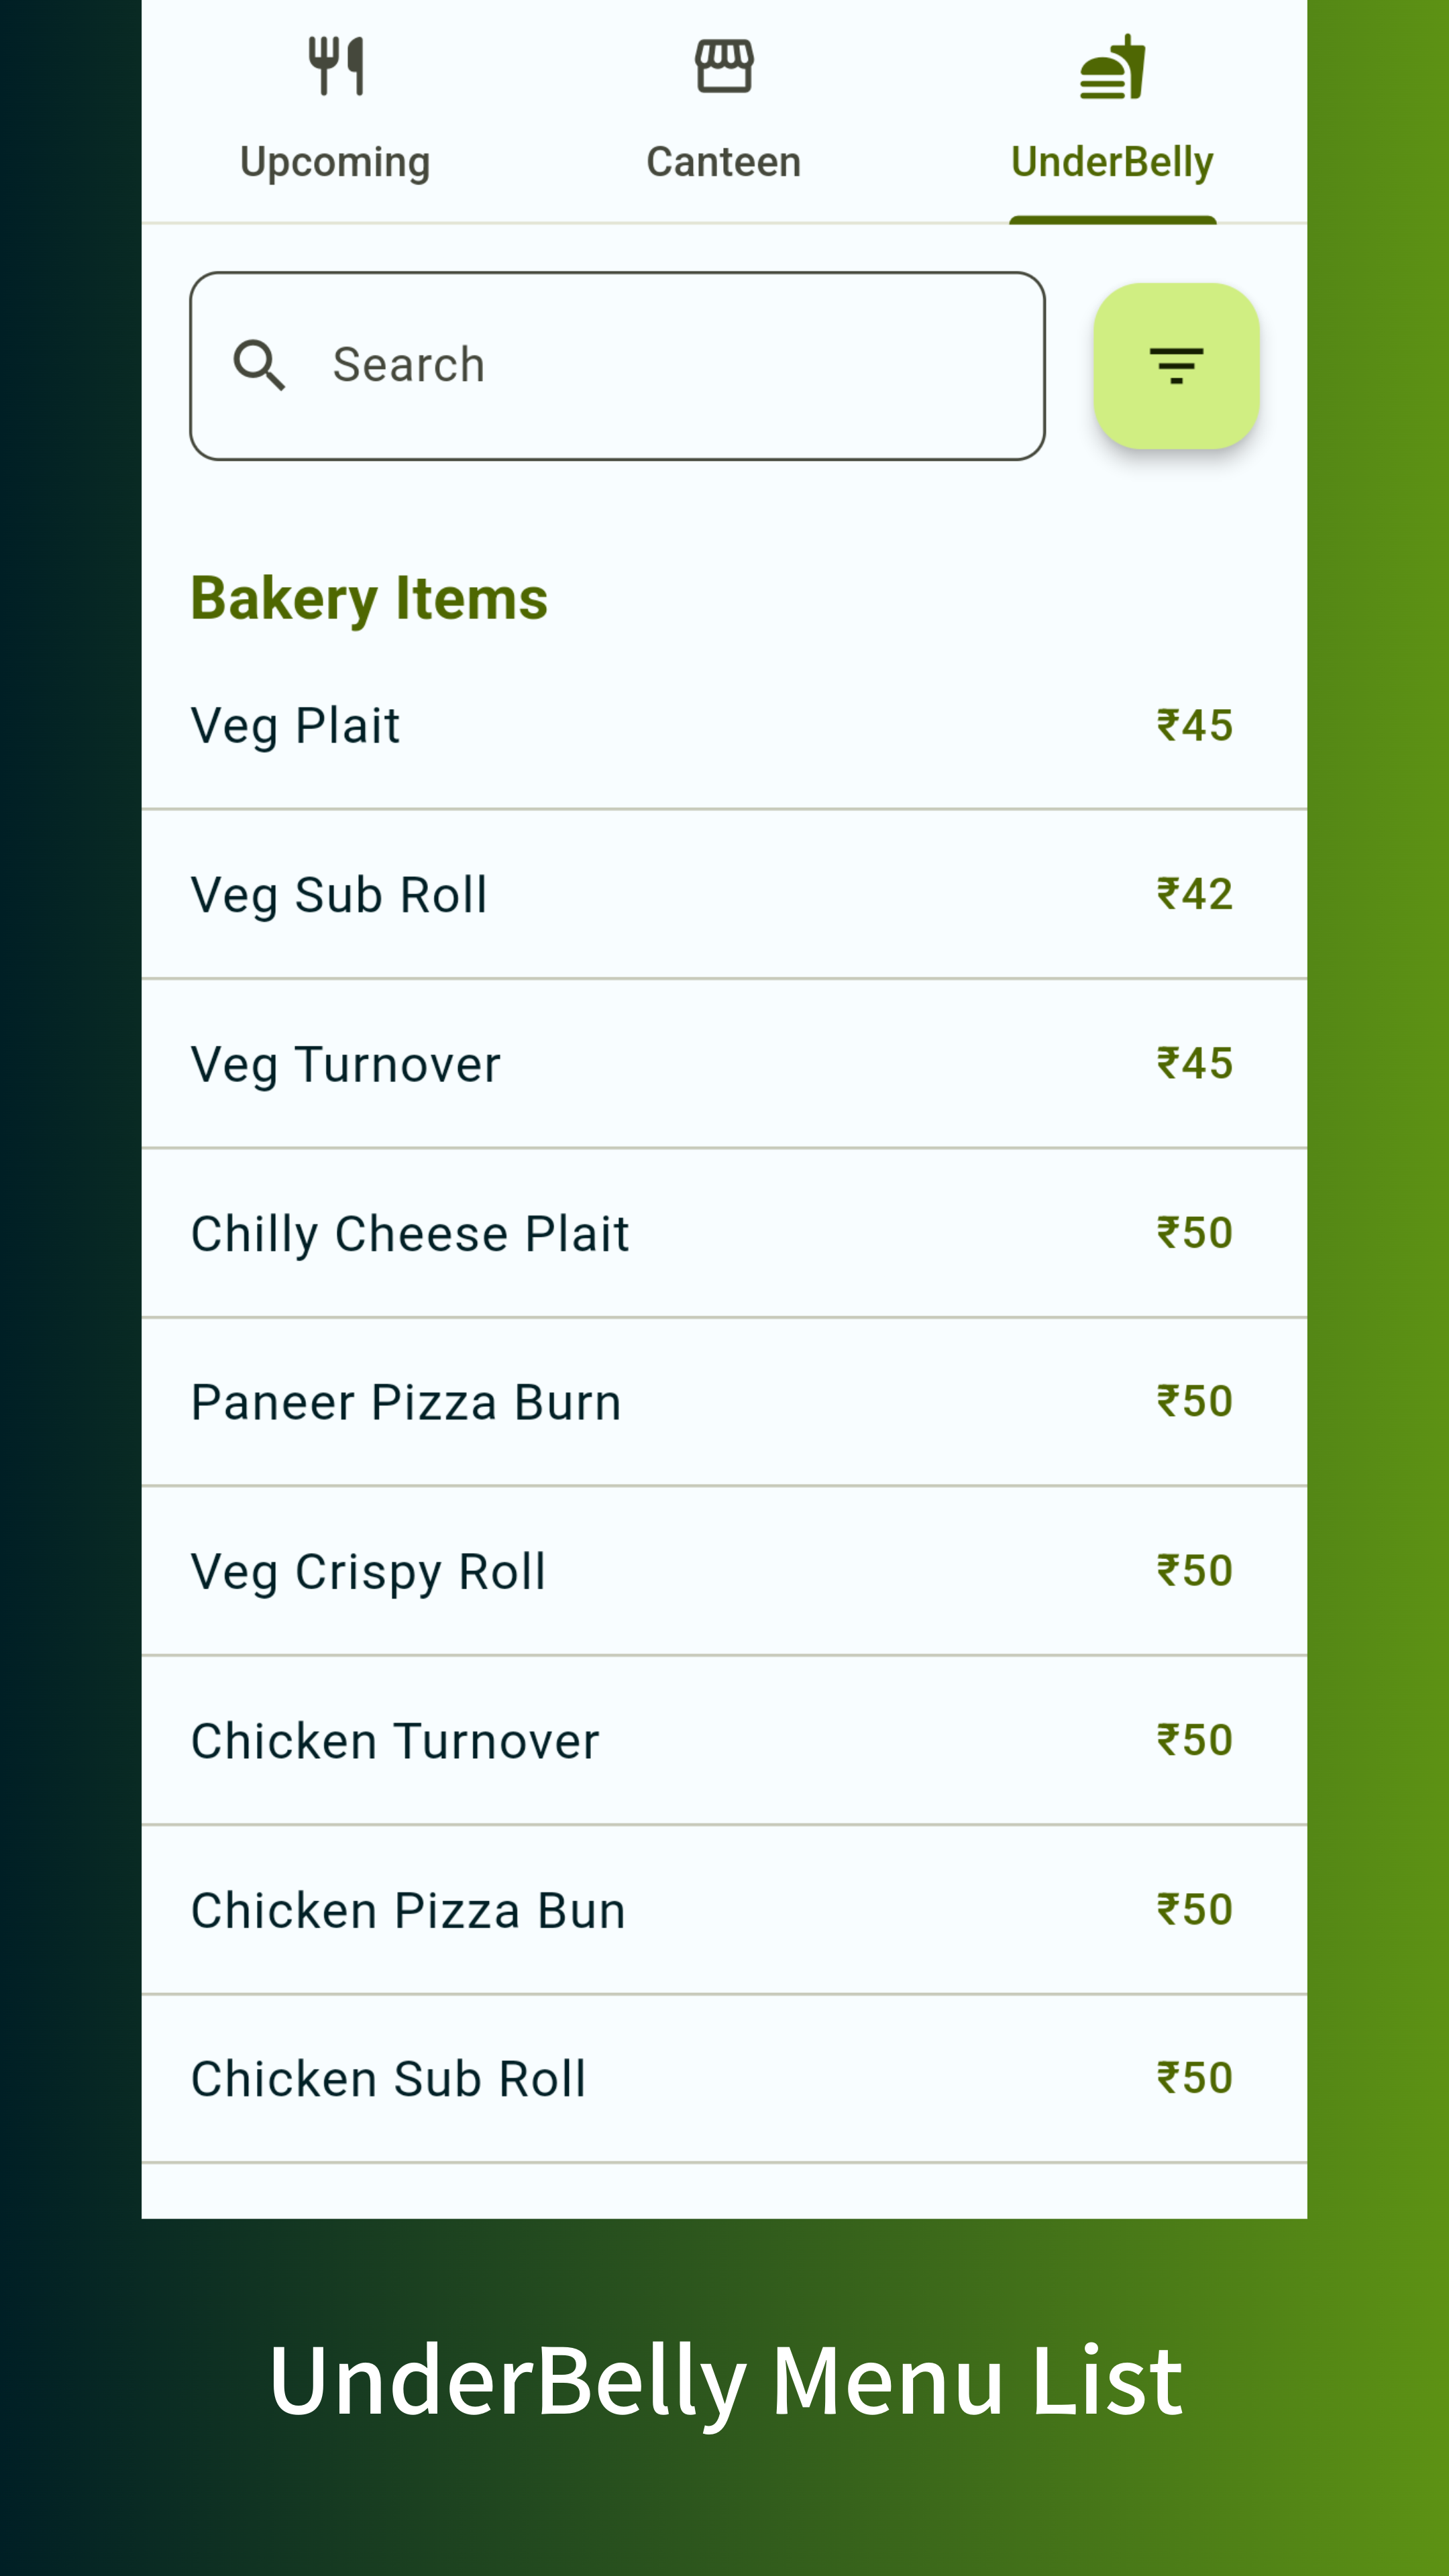 Upcoming Canteen UnderBelly
Search
Bakery Items
Veg Plait ₹45
Veg Sub Roll ₹42
Veg Turnover ₹45
Chilly Cheese Plait ₹50
Paneer Pizza Burn ₹50
Veg Crispy Roll ₹50
Chicken Turnover ₹50
Chicken Pizza Bun ₹50
Chicken Sub Roll ₹50
UnderBelly Menu List